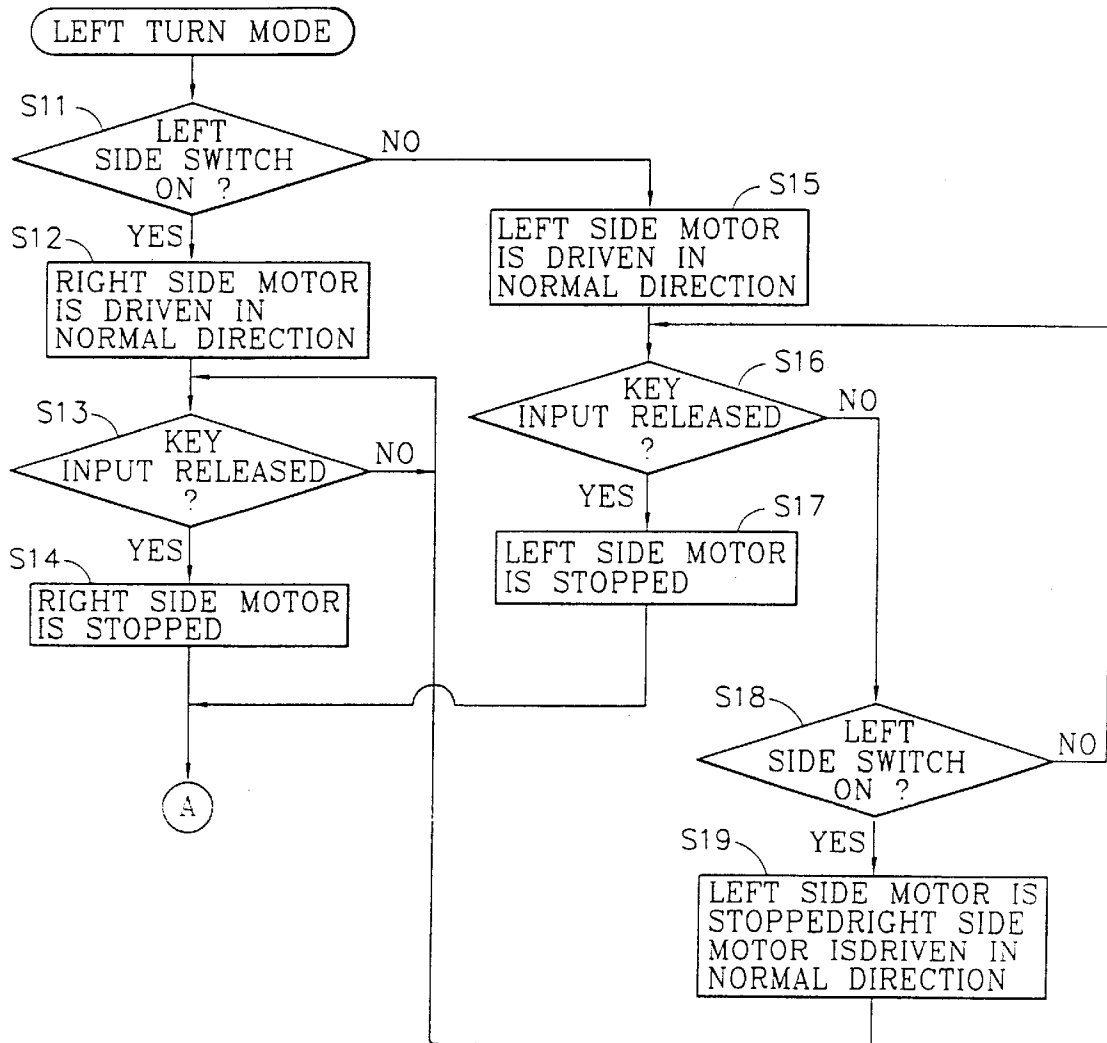 LEFT TURN MODE
S11
LEFT
SIDE SWITCH
ON ?
NO
YES
S12
RIGHT SIDE MOTOR
IS DRIVEN IN
NORMAL DIRECTION
S13
KEY
INPUT RELEASED
?
NO
YES
S14
RIGHT SIDE MOTOR
IS STOPPED
A
S15
LEFT SIDE MOTOR
IS DRIVEN IN
NORMAL DIRECTION
S16
KEY
INPUT RELEASED
?
NO
YES
S17
LEFT SIDE MOTOR
IS STOPPED
S18
LEFT
SIDE SWITCH
ON ?
NO
YES
S19
LEFT SIDE MOTOR IS
STOPPEDRIGHT SIDE
MOTOR ISDRIVEN IN
NORMAL DIRECTION